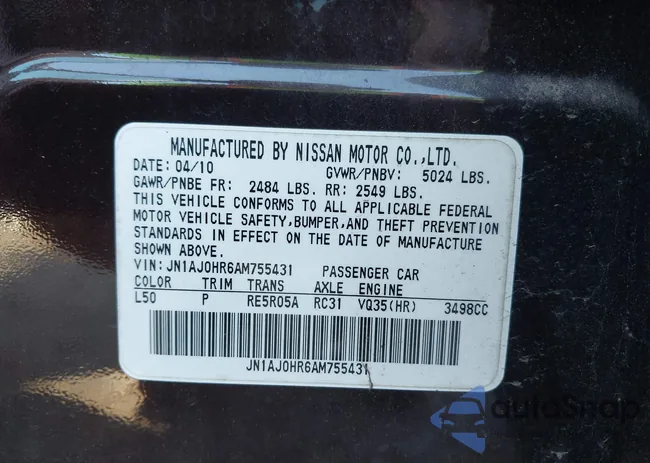 MANUFACTURED BY NISSAN MOTOR CO.,LTD.
DATE: 04/10 GVWR/PNBV: 5024 LBS.
GAWR/PNBE FR: 2484 LBS. RR: 2549 LBS.
THIS VEHICLE CONFORMS TO ALL APPLICABLE FEDERAL
MOTOR VEHICLE SAFETY,BUMPER,AND THEFT PREVENTION
STANDARDS IN EFFECT ON THE DATE OF MANUFACTURE
SHOWN ABOVE.
VIN: JN1AJ0HR6AM755431 PASSENGER CAR
COLOR TRIM TRANS AXLE ENGINE
L50 P RE5R05A RC31 VQ35(HR) 3498CC
JN1AJ0HR6AM755431
autoSnap